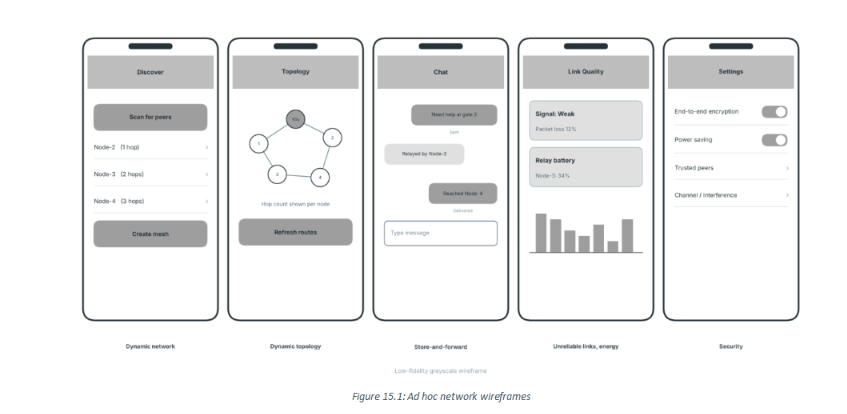 Discover
Scan for peers
Node-2 (1 hop) ›
Node-3 (2 hops) ›
Node-4 (3 hops) ›
Create mesh
Dynamic network
Topology
You
1
2
3
4
Hop count shown per node
Refresh routes
Dynamic topology
Chat
Need help at gate 3
Sent
Relayed by Node-3
Reached Node-4
Delivered
Type message
Store-and-forward
Link Quality
Signal: Weak
Packet loss 12%
Relay battery
Node-3: 34%
Unreliable links, energy
Settings
End-to-end encryption
Power saving
Trusted peers ›
Channel / Interference ›
Security
Low-fidelity greyscale wireframe
Figure 15.1: Ad hoc network wireframes